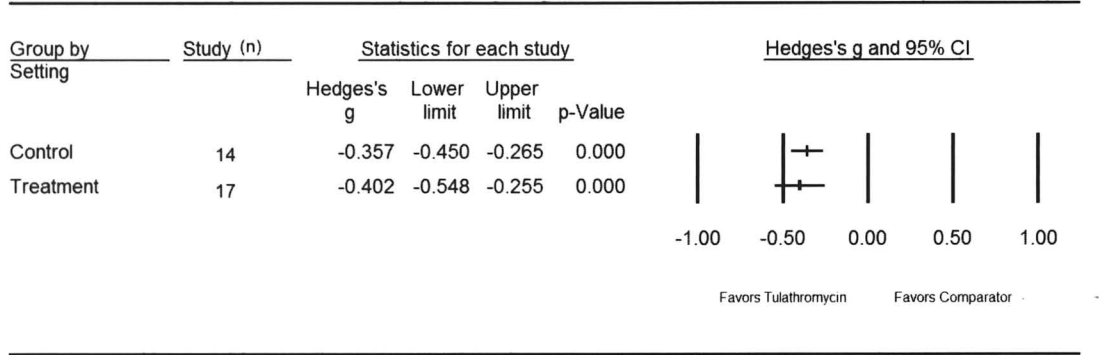 Group by Study (n) Statistics for each study Hedges's g and 95% CI
Setting
Hedges's Lower Upper
g limit limit p-Value
Control 14 -0.357 -0.450 -0.265 0.000
Treatment 17 -0.402 -0.548 -0.255 0.000
-1.00 -0.50 0.00 0.50 1.00
Favors Tulathromycin Favors Comparator